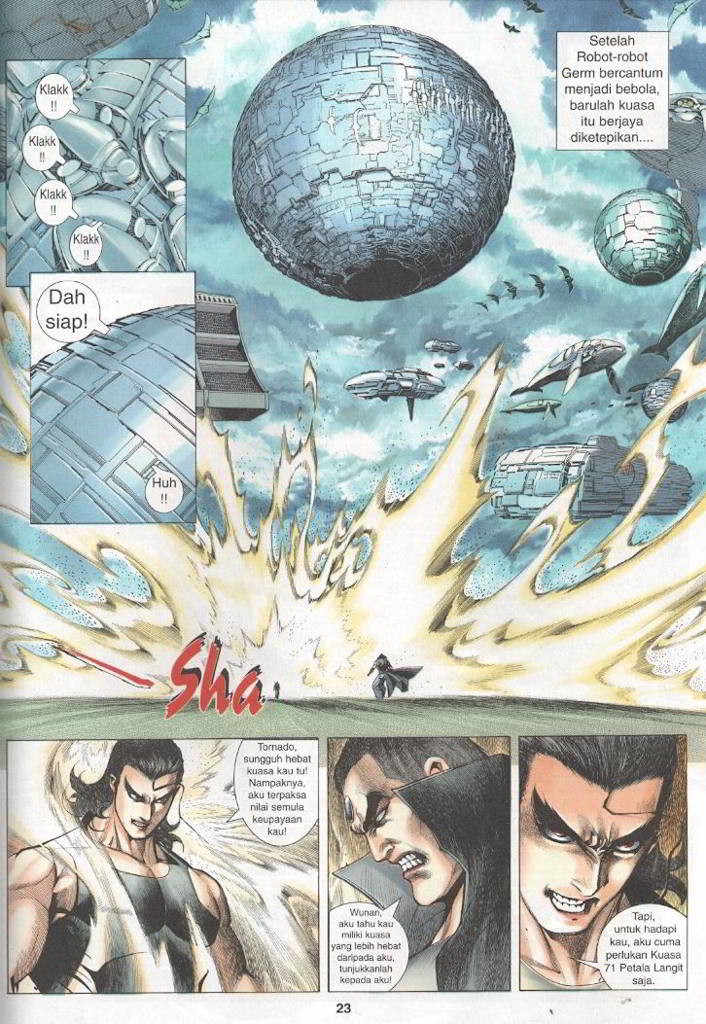 Setelah
Robot-robot
Germ bercantum
menjadi bebola,
barulah kuasa
itu berjaya
diketepikan....
Klakk
!!
Klakk
!!
Klakk
!!
Klakk
!!
Dah
siap!
Huh
!!
Sha
Tornado,
sungguh hebat
kuasa kau tu!
Nampaknya,
aku terpaksa
nilai semula
keupayaan
kau!
Wunan,
aku tahu kau
miliki kuasa
yang lebih hebat
daripada aku,
tunjukkanlah
kepada aku!
Tapi,
untuk hadapi
kau, aku cuma
perlukan Kuasa
71 Petala Langit
saja.
23